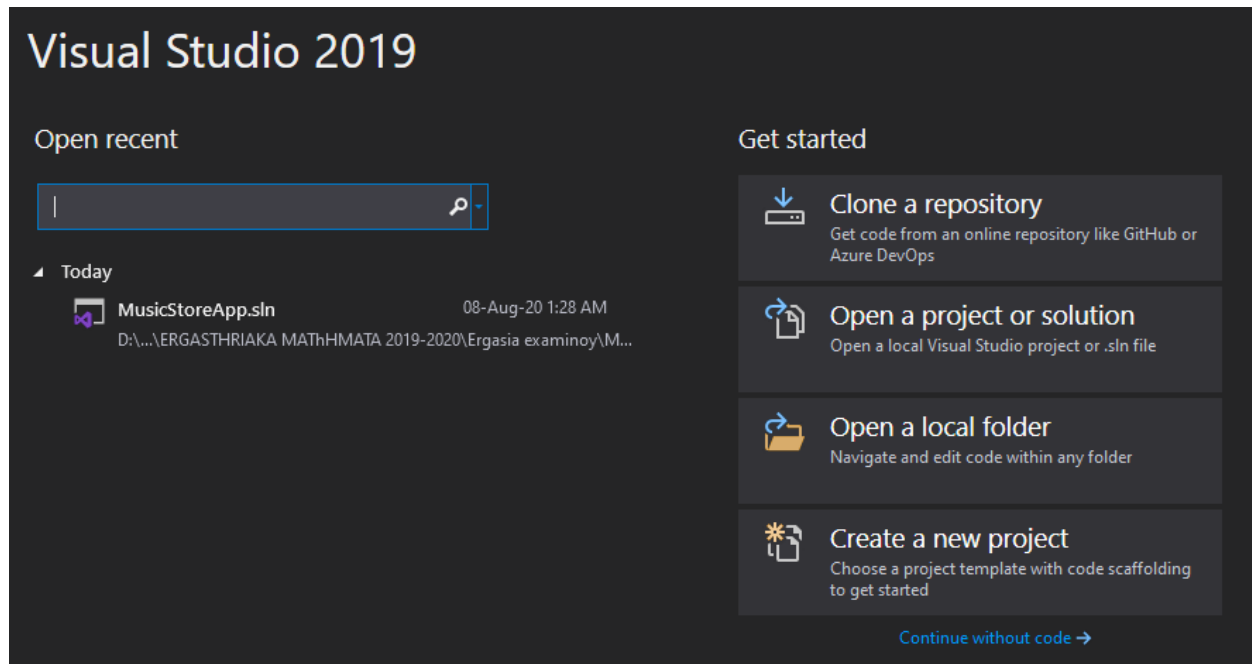 Visual Studio 2019
Open recent
Today
MusicStoreApp.sln 08-Aug-20 1:28 AM
D:\...\ERGASTHRIAKA MAThHMATA 2019-2020\Ergasia examinoy\M...
Get started
Clone a repository
Get code from an online repository like GitHub or
Azure DevOps
Open a project or solution
Open a local Visual Studio project or .sln file
Open a local folder
Navigate and edit code within any folder
Create a new project
Choose a project template with code scaffolding
to get started
Continue without code →